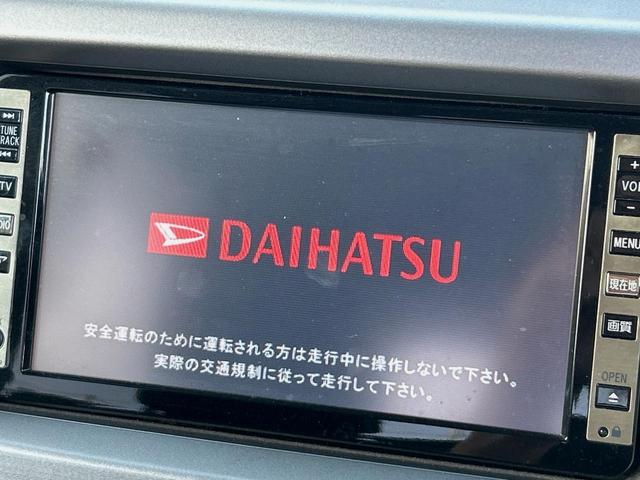 TUNE
TRACK
TV
DAIHATSU
安全運転のために運転される方は走行中に操作しないで下さい。
実際の交通規制に従って走行して下さい。
+
VOL
-
MENU
現在地
画質
OPEN